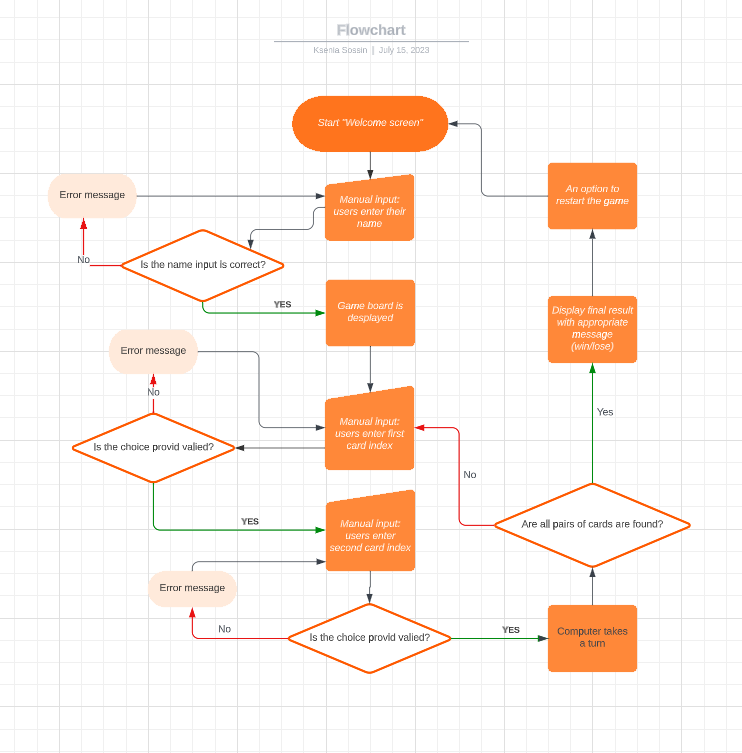 Flowchart
Ksenia Sossin | July 15, 2023
Start "Welcome screen"
Error message
Manual input:
users enter their
name
An option to
restart the game
No
Is the name input is correct?
YES
Game board is
desplayed
Display final result
with appropriate
message
(win/lose)
Error message
No
Manual input:
users enter first
card index
Yes
Is the choice provid valied?
No
YES
Manual input:
users enter
second card index
Are all pairs of cards are found?
Error message
No
Is the choice provid valied?
YES
Computer takes
a turn